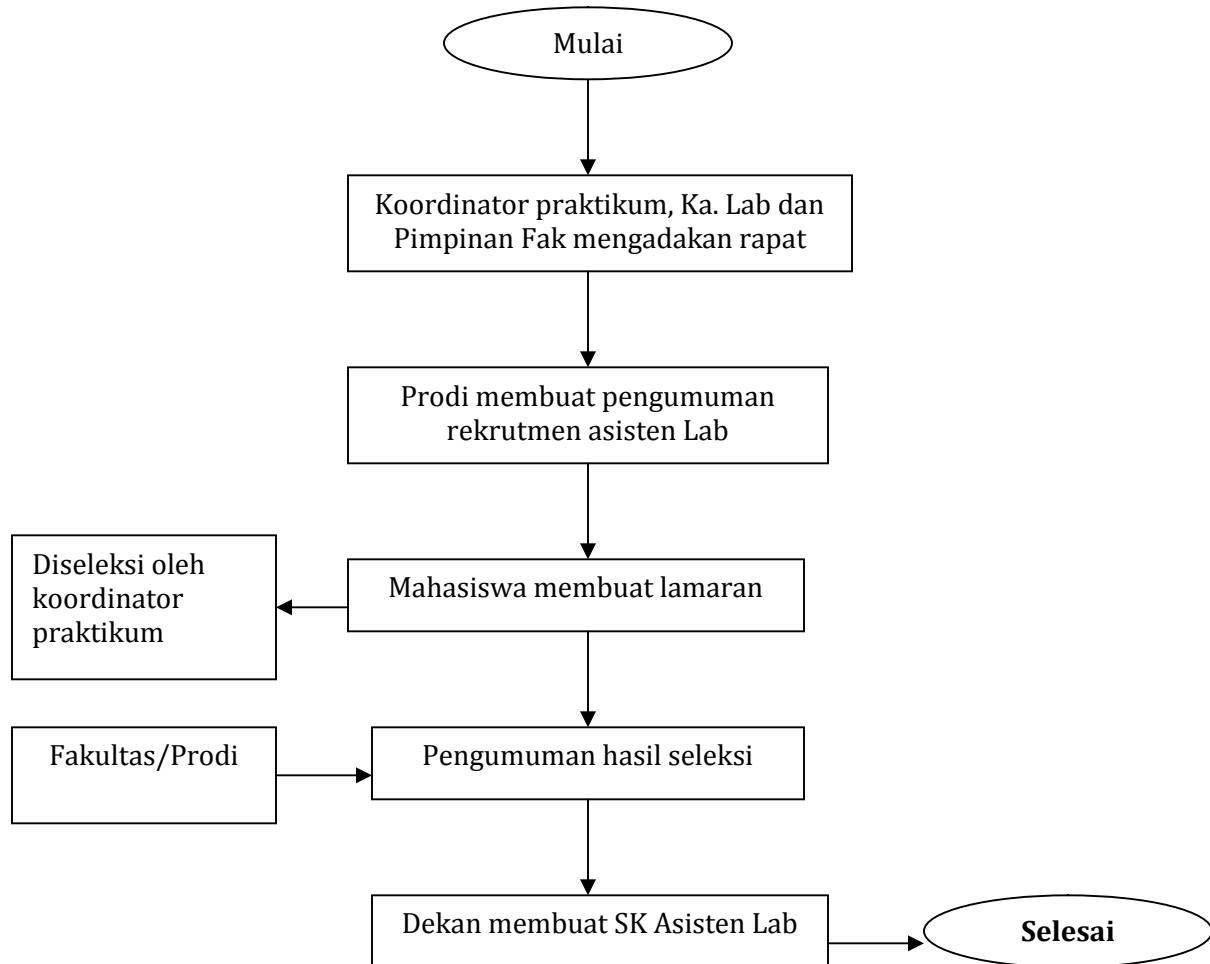 Mulai
Koordinator praktikum, Ka. Lab dan
Pimpinan Fak mengadakan rapat
Prodi membuat pengumuman
rekrutmen asisten Lab
Diseleksi oleh
koordinator
praktikum
Mahasiswa membuat lamaran
Fakultas/Prodi
Pengumuman hasil seleksi
Dekan membuat SK Asisten Lab
Selesai